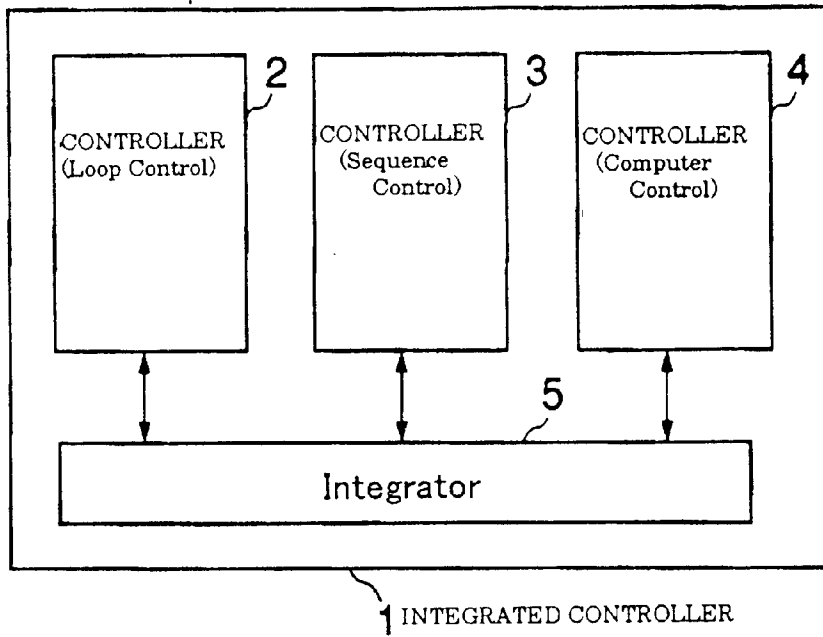 2
CONTROLLER
(Loop Control)
3
CONTROLLER
(Sequence
Control)
4
CONTROLLER
(Computer
Control)
5
Integrator
1 INTEGRATED CONTROLLER